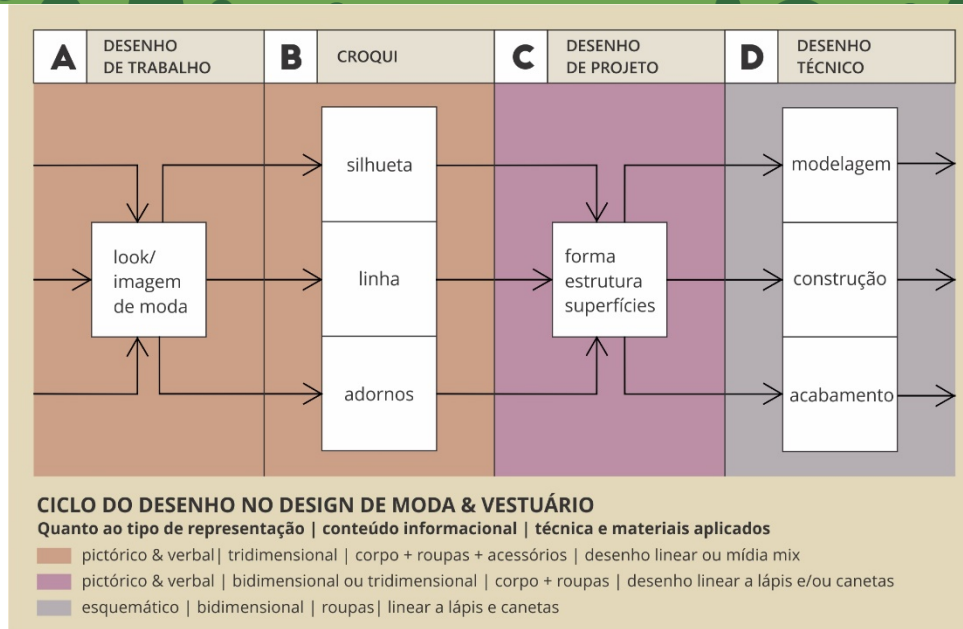 A
DESENHO
DE TRABALHO
B
CROQUI
C
DESENHO
DE PROJETO
D
DESENHO
TÉCNICO
look/
imagem
de moda
silhueta
linha
adornos
forma
estrutura
superfícies
modelagem
construção
acabamento
CICLO DO DESENHO NO DESIGN DE MODA & VESTUÁRIO
Quanto ao tipo de representação | conteúdo informacional | técnica e materiais aplicados
pictórico & verbal| tridimensional | corpo + roupas + acessórios | desenho linear ou mídia mix
pictórico & verbal | bidimensional ou tridimensional | corpo + roupas | desenho linear a lápis e/ou canetas
esquemático | bidimensional | roupas| linear a lápis e canetas